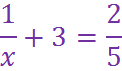 1/x + 3 = 2/5